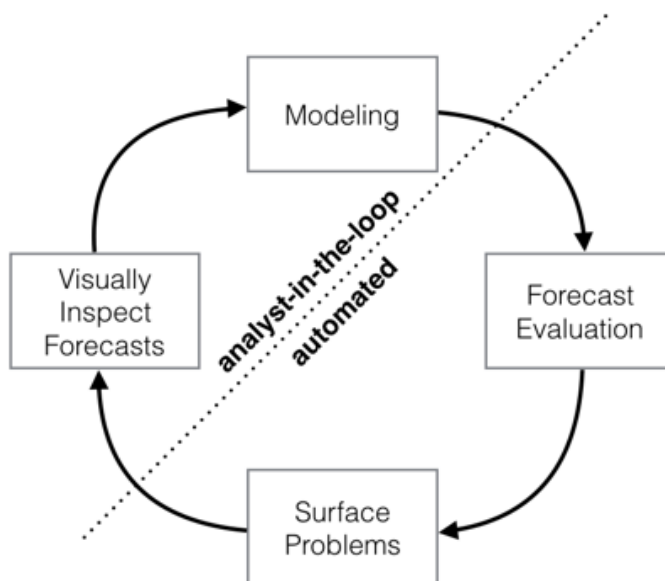 Modeling
analyst-in-the-loop
automated
Visually
Inspect
Forecasts
Forecast
Evaluation
Surface
Problems